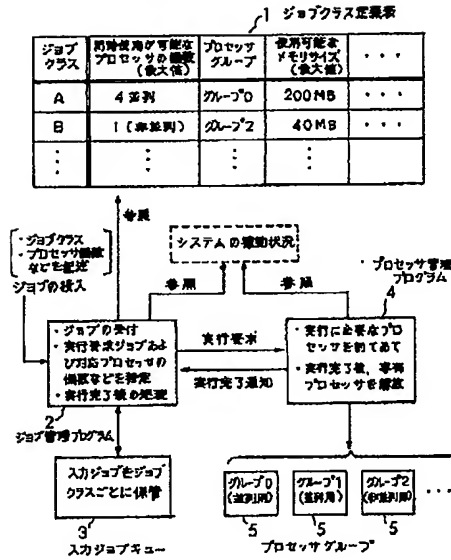 1 ジョブクラス定義表
ジョブ
クラス
同時使用が可能な
プロセッサの個数
(最大値)
プロセッサ
グループ
使用可能な
メモリサイズ
(最大値)
・・・
A
4並列
グループ0
200MB
・・・
B
1(非並列)
グループ2
40MB
・・・
参照
システムの稼動状況
・ジョブクラス
・プロセッサ個数
などを記述
ジョブの投入
参照
参照
プロセッサ管理
プログラム
4
・ジョブの受付
・実行要求ジョブおよ
び対応プロセッサの
個数などを指定
・実行完了後の処理
実行要求
実行完了通知
・実行に必要なプロ
セッサを割てあて
・実行完了後、専有
プロセッサを解放
2
ジョブ管理プログラム
入力ジョブをジョブ
クラスごとに保管
3
入力ジョブキュー
グループ0
(並列用)
グループ1
(並列用)
グループ2
(非並列用)
・・・
5
5
5
プロセッサグループ